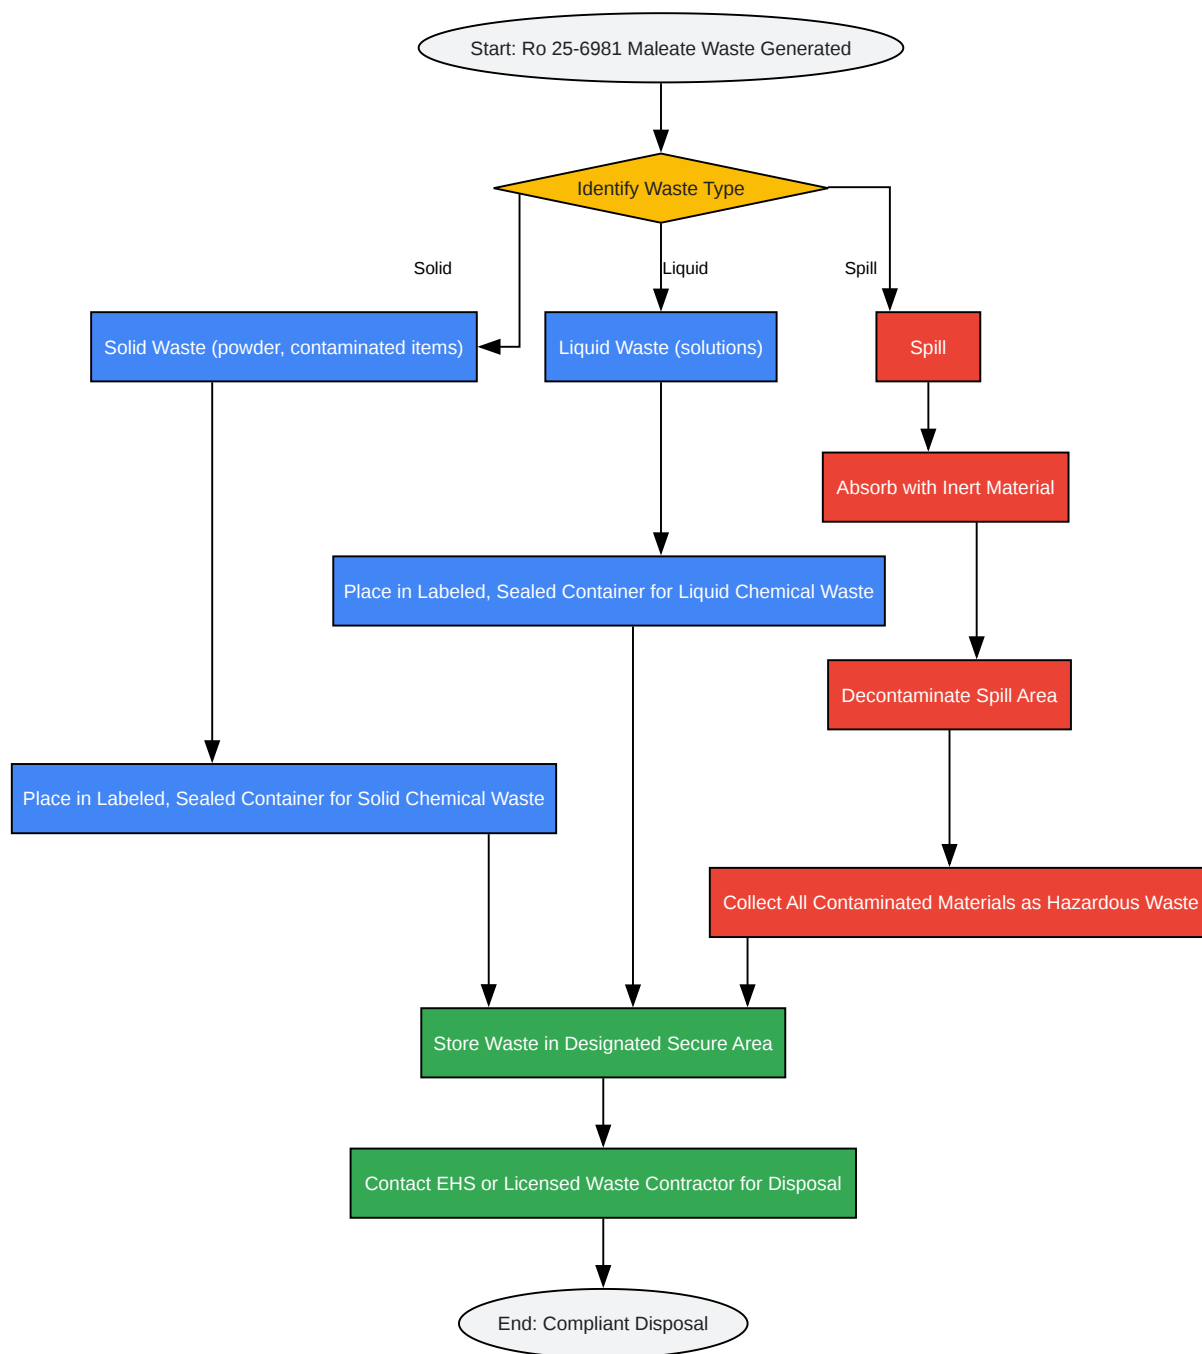 Start: Ro 25-6981 Maleate Waste Generated
Identify Waste Type
Solid
Liquid
Spill
Solid Waste (powder, contaminated items)
Liquid Waste (solutions)
Spill
Absorb with Inert Material
Place in Labeled, Sealed Container for Liquid Chemical Waste
Decontaminate Spill Area
Place in Labeled, Sealed Container for Solid Chemical Waste
Collect All Contaminated Materials as Hazardous Waste
Store Waste in Designated Secure Area
Contact EHS or Licensed Waste Contractor for Disposal
End: Compliant Disposal